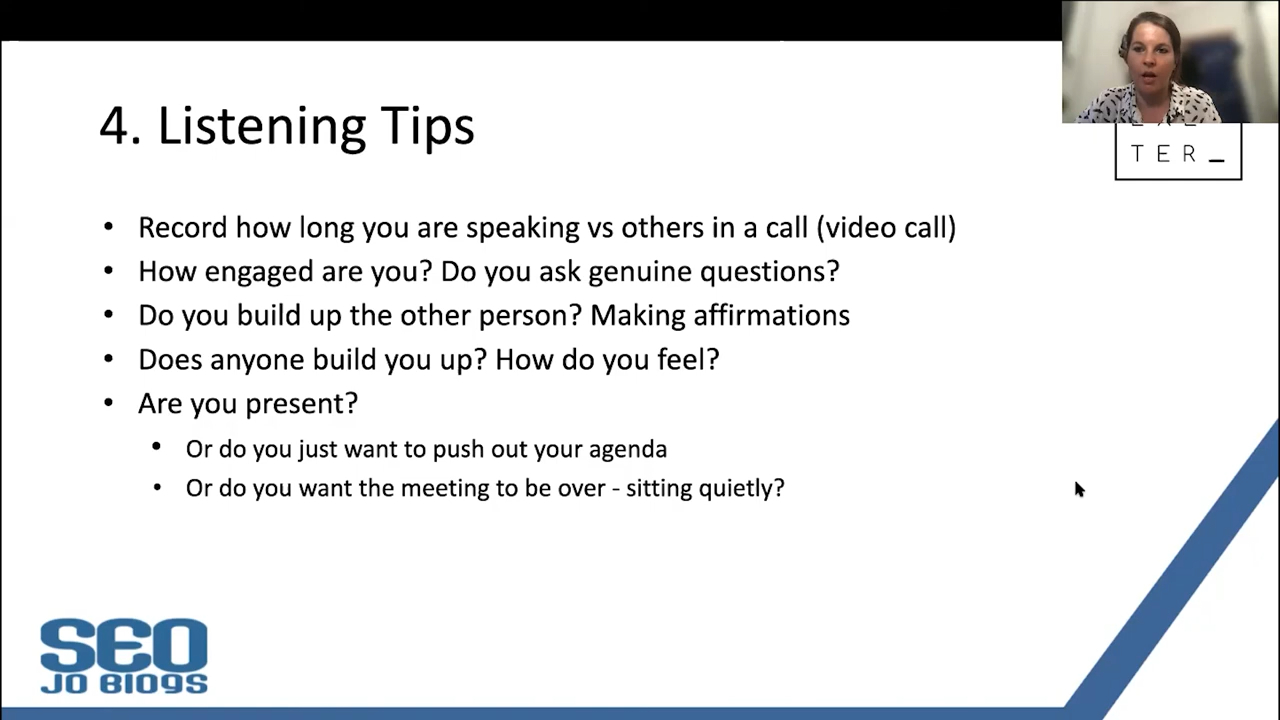 4. Listening Tips
TER_
• Record how long you are speaking vs others in a call (video call)
• How engaged are you? Do you ask genuine questions?
• Do you build up the other person? Making affirmations
• Does anyone build you up? How do you feel?
• Are you present?
• Or do you just want to push out your agenda
• Or do you want the meeting to be over - sitting quietly?
SEO
JO BlOGS